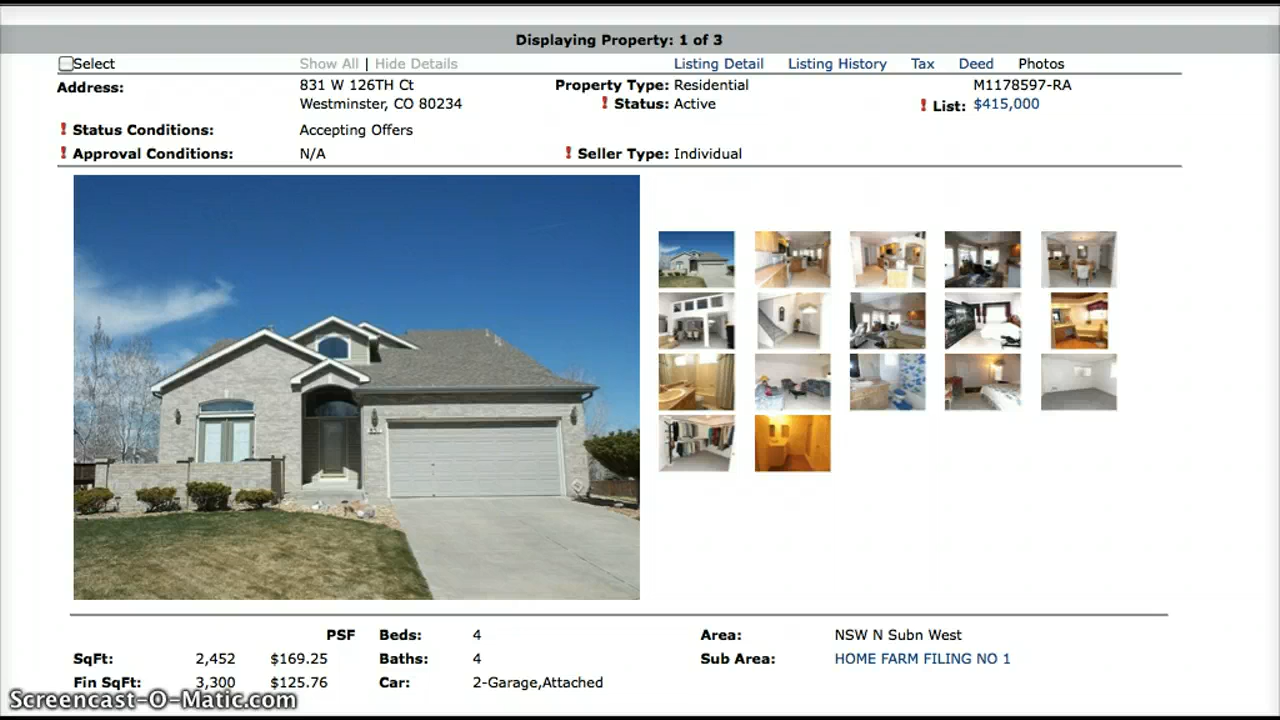 Displaying Property: 1 of 3
Select Show All | Hide Details Listing Detail Listing History Tax Deed Photos
Address: 831 W 126TH Ct Property Type: Residential M1178597-RA
Westminster, CO 80234 ! Status: Active ! List: $415,000
! Status Conditions: Accepting Offers
! Approval Conditions: N/A ! Seller Type: Individual
PSF Beds: 4 Area: NSW N Subn West
SqFt: 2,452 $169.25 Baths: 4 Sub Area: HOME FARM FILING NO 1
Fin SqFt: 3,300 $125.76 Car: 2-Garage,Attached
Screencast-O-Matic.com